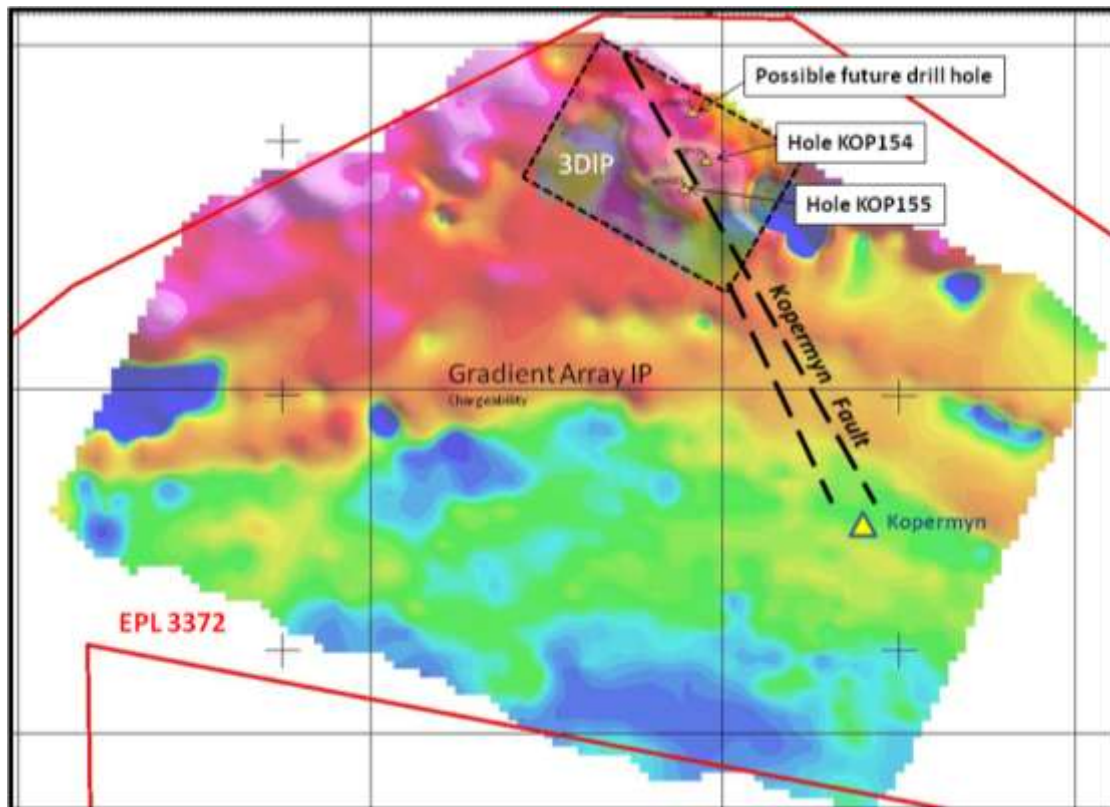 Possible future drill hole
Hole KOP154
3DIP
Hole KOP155
Kopermyn Fault
Gradient Array IP
Chargeability
Kopermyn
EPL 3372